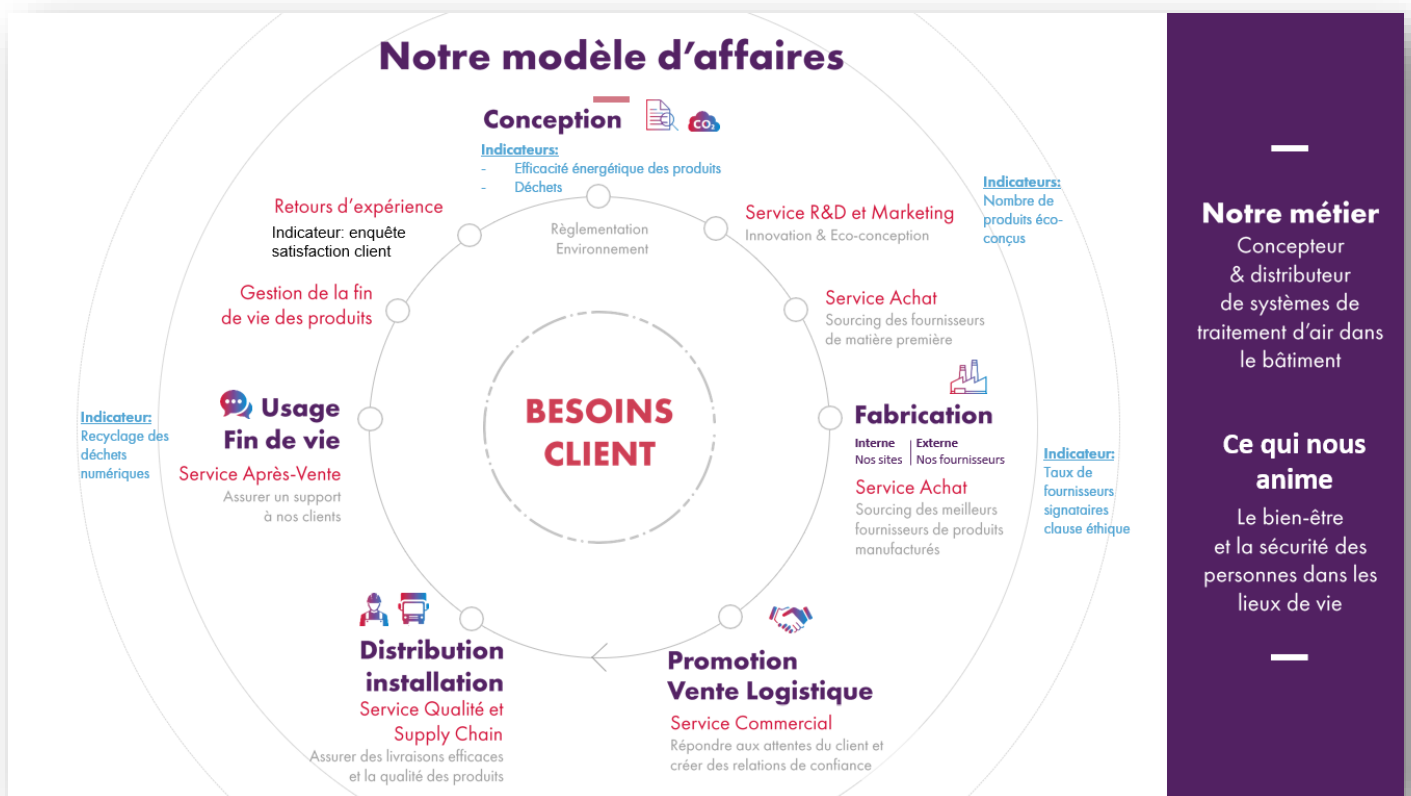 Notre modèle d’affaires
Conception
CO₂
Indicateurs:
- Efficacité énergétique des produits
- Déchets
Règlementation
Environnement
Service R&D et Marketing
Innovation & Eco-conception
Indicateurs:
Nombre de
produits éco-
conçus
Service Achat
Sourcing des fournisseurs
de matière première
Fabrication
Interne | Externe
Nos sites | Nos fournisseurs
Service Achat
Sourcing des meilleurs
fournisseurs de produits
manufacturés
Indicateur:
Taux de
fournisseurs
signataires
clause éthique
Promotion
Vente Logistique
Service Commercial
Répondre aux attentes du client et
créer des relations de confiance
Distribution
installation
Service Qualité et
Supply Chain
Assurer des livraisons efficaces
et la qualité des produits
Usage
Fin de vie
Service Après-Vente
Assurer un support
à nos clients
Indicateur:
Recyclage des
déchets
numériques
Gestion de la fin
de vie des produits
Retours d’expérience
Indicateur: enquête
satisfaction client
BESOINS
CLIENT
Notre métier
Concepteur
& distributeur
de systèmes de
traitement d’air dans
le bâtiment
Ce qui nous
anime
Le bien-être
et la sécurité des
personnes dans les
lieux de vie